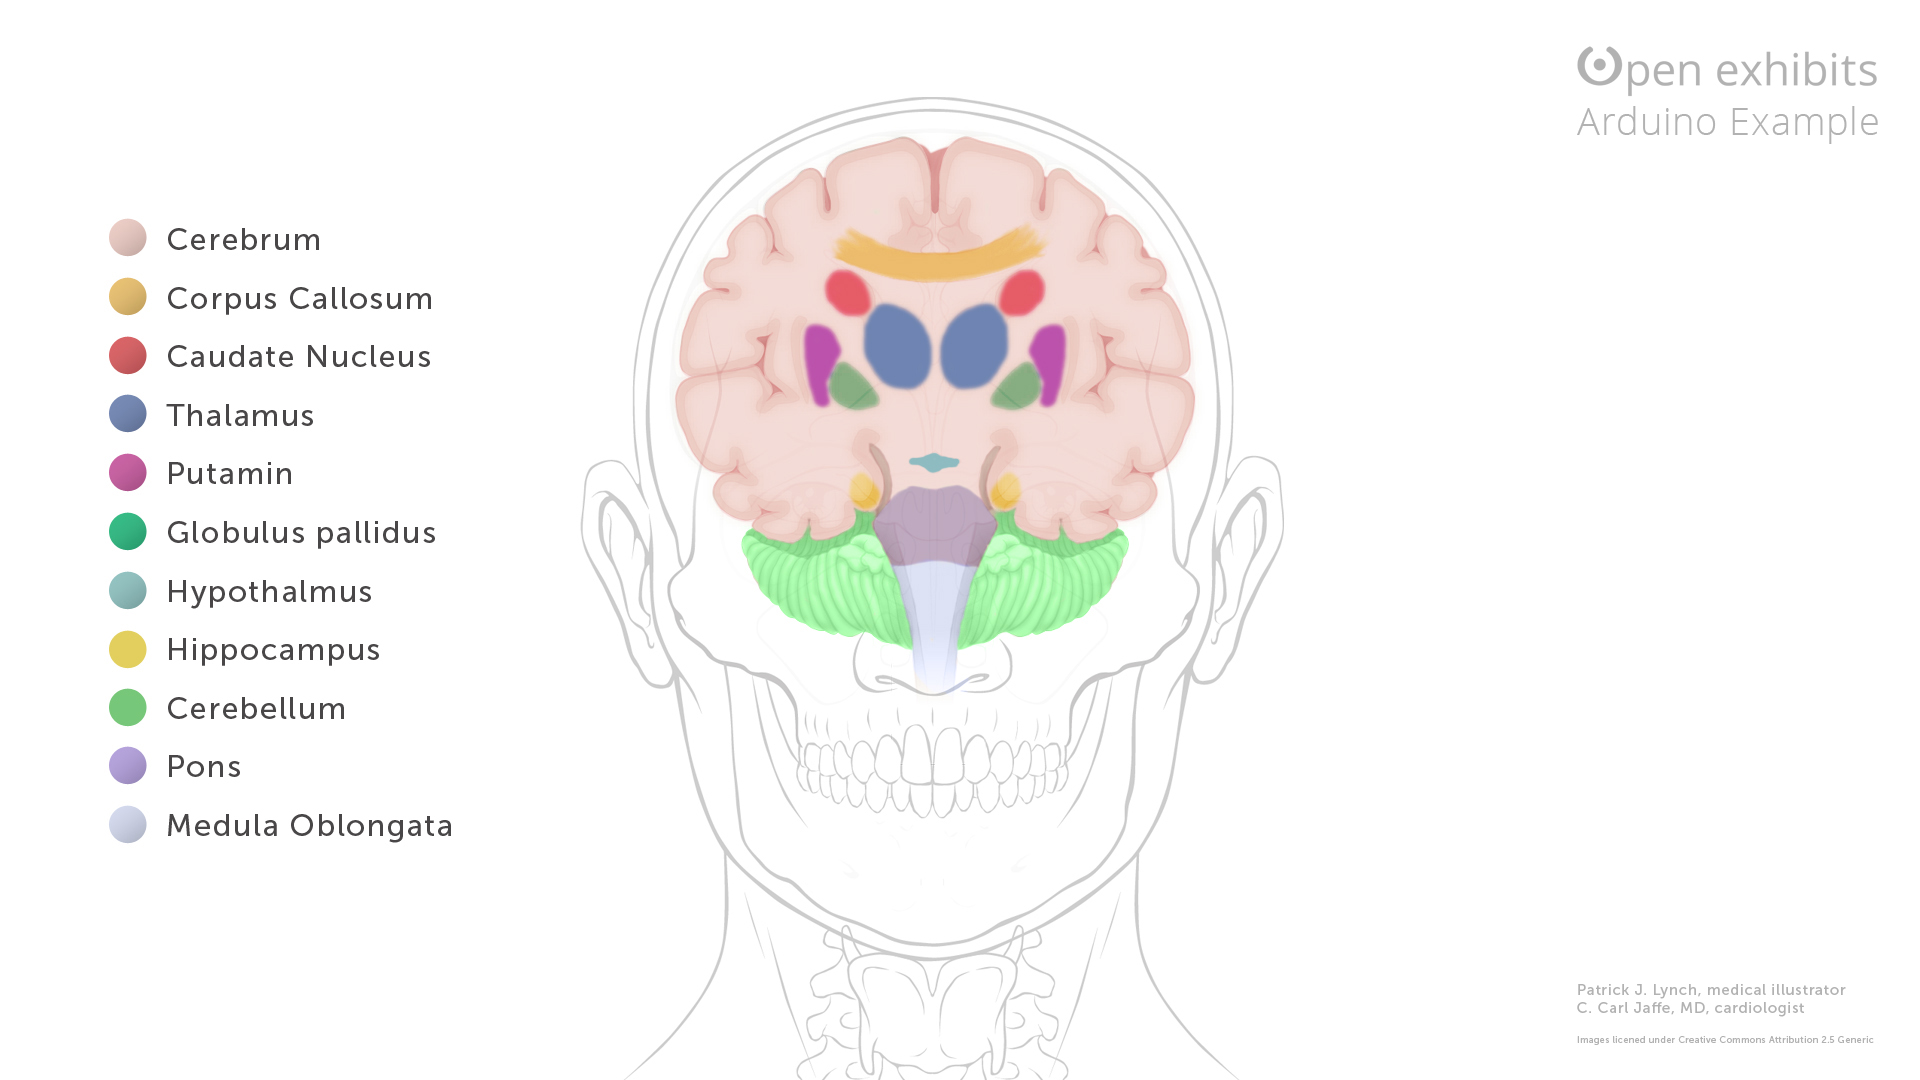 Open exhibits
Arduino Example
Cerebrum
Corpus Callosum
Caudate Nucleus
Thalamus
Putamin
Globulus pallidus
Hypothalmus
Hippocampus
Cerebellum
Pons
Medula Oblongata
Patrick J. Lynch, medical illustrator
C. Carl Jaffe, MD, cardiologist
Images licened under Creative Commons Attribution 2.5 Generic